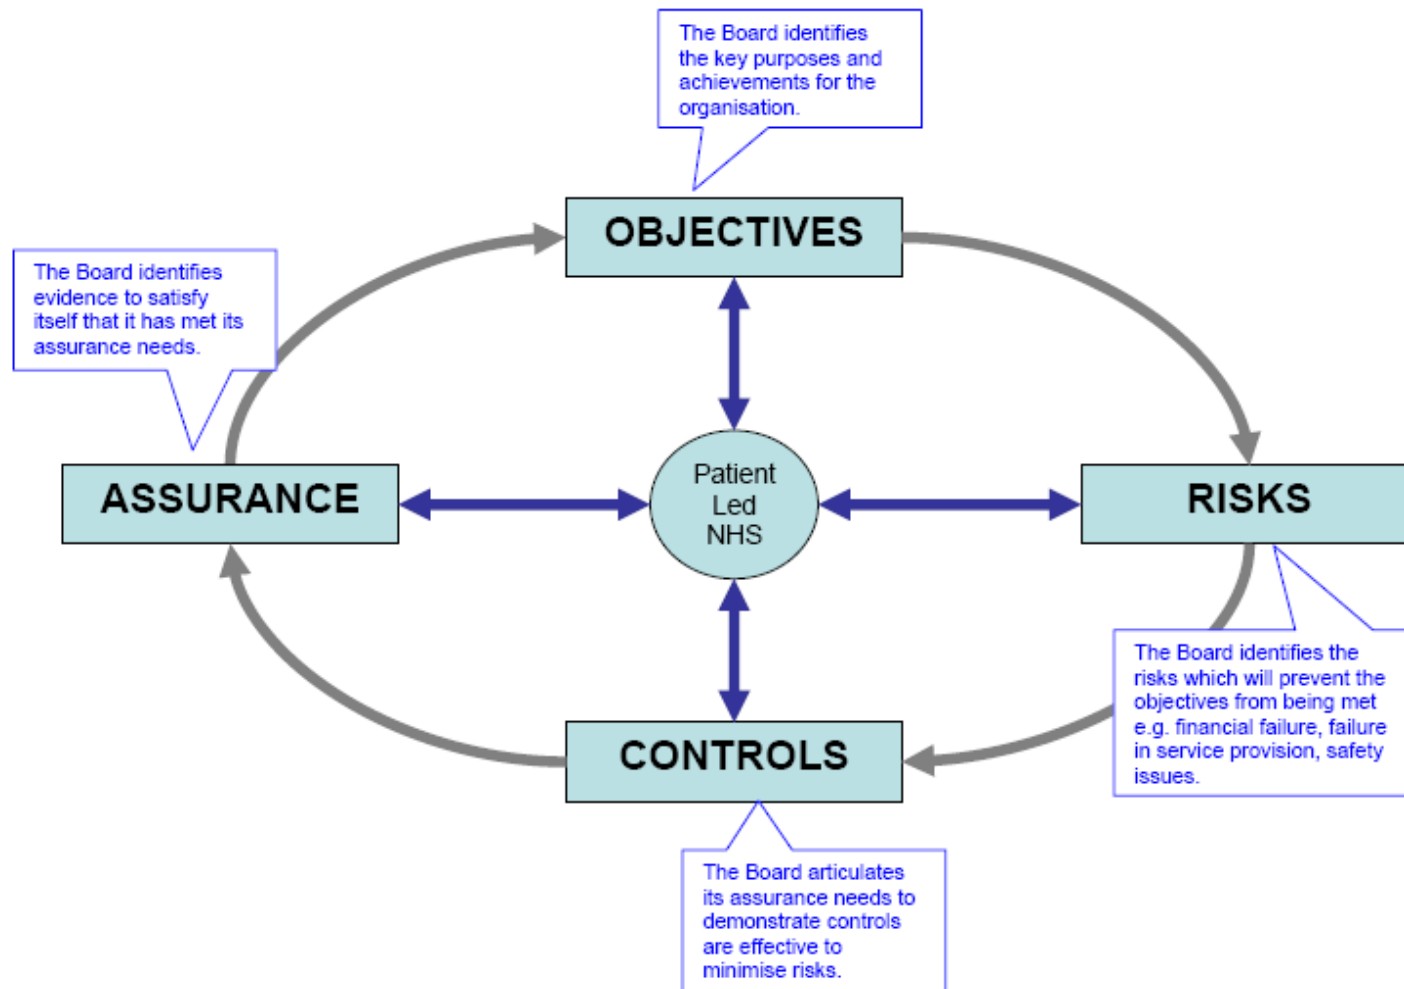 The Board identifies
the key purposes and
achievements for the
organisation.
OBJECTIVES
The Board identifies
evidence to satisfy
itself that it has met its
assurance needs.
ASSURANCE
Patient
Led
NHS
RISKS
The Board identifies the
risks which will prevent the
objectives from being met
e.g. financial failure, failure
in service provision, safety
issues.
CONTROLS
The Board articulates
its assurance needs to
demonstrate controls
are effective to
minimise risks.